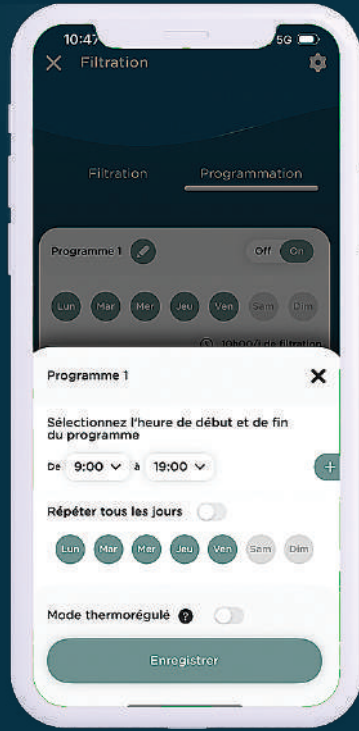 10:47
5G
Filtration
Filtration Programmation
Programme 1 Off On
Lun Mar Mer Jeu Ven Sam Dim
10h00/j de filtration
Programme 1
Sélectionnez l'heure de début et de fin
du programme
De 9:00 à 19:00
Répéter tous les jours
Lun Mar Mer Jeu Ven Sam Dim
Mode thermorégulé ?
Enregistrer